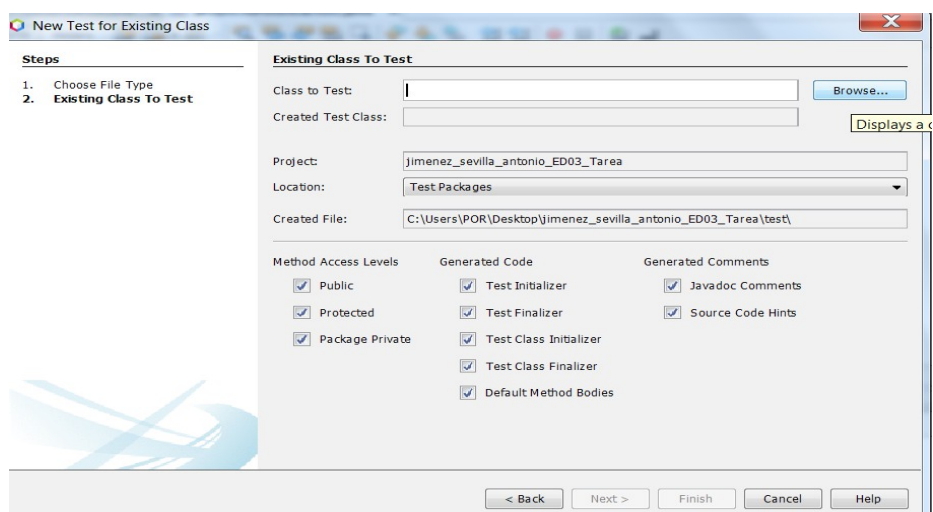 New Test for Existing Class
Steps
1. Choose File Type
2. Existing Class To Test
Existing Class To Test
Class to Test:
Browse...
Created Test Class:
Displays a
Project:
jimenez_sevilla_antonio_ED03_Tarea
Location:
Test Packages
Created File:
C:\Users\POR\Desktop\jimenez_sevilla_antonio_ED03_Tarea\test\
Method Access Levels
Generated Code
Generated Comments
Public
Test Initializer
Javadoc Comments
Protected
Test Finalizer
Source Code Hints
Package Private
Test Class Initializer
Test Class Finalizer
Default Method Bodies
< Back
Next >
Finish
Cancel
Help